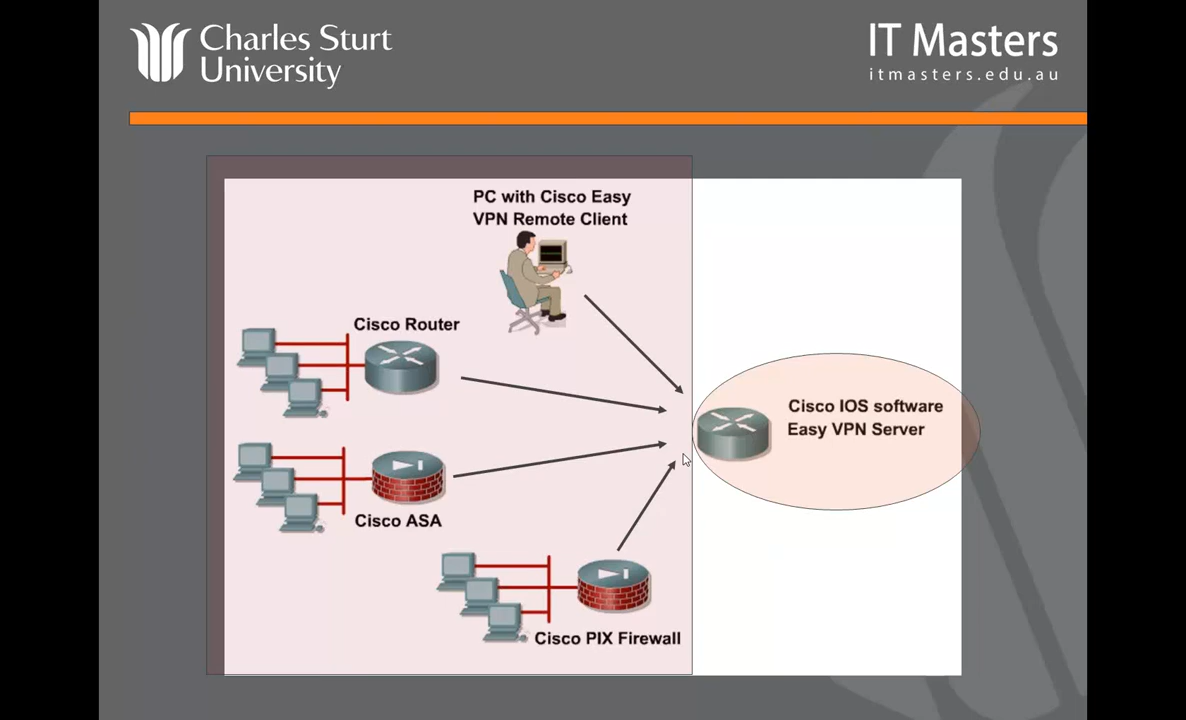 Charles Sturt
University
IT Masters
itmasters.edu.au
PC with Cisco Easy
VPN Remote Client
Cisco Router
Cisco IOS software
Easy VPN Server
Cisco ASA
Cisco PIX Firewall